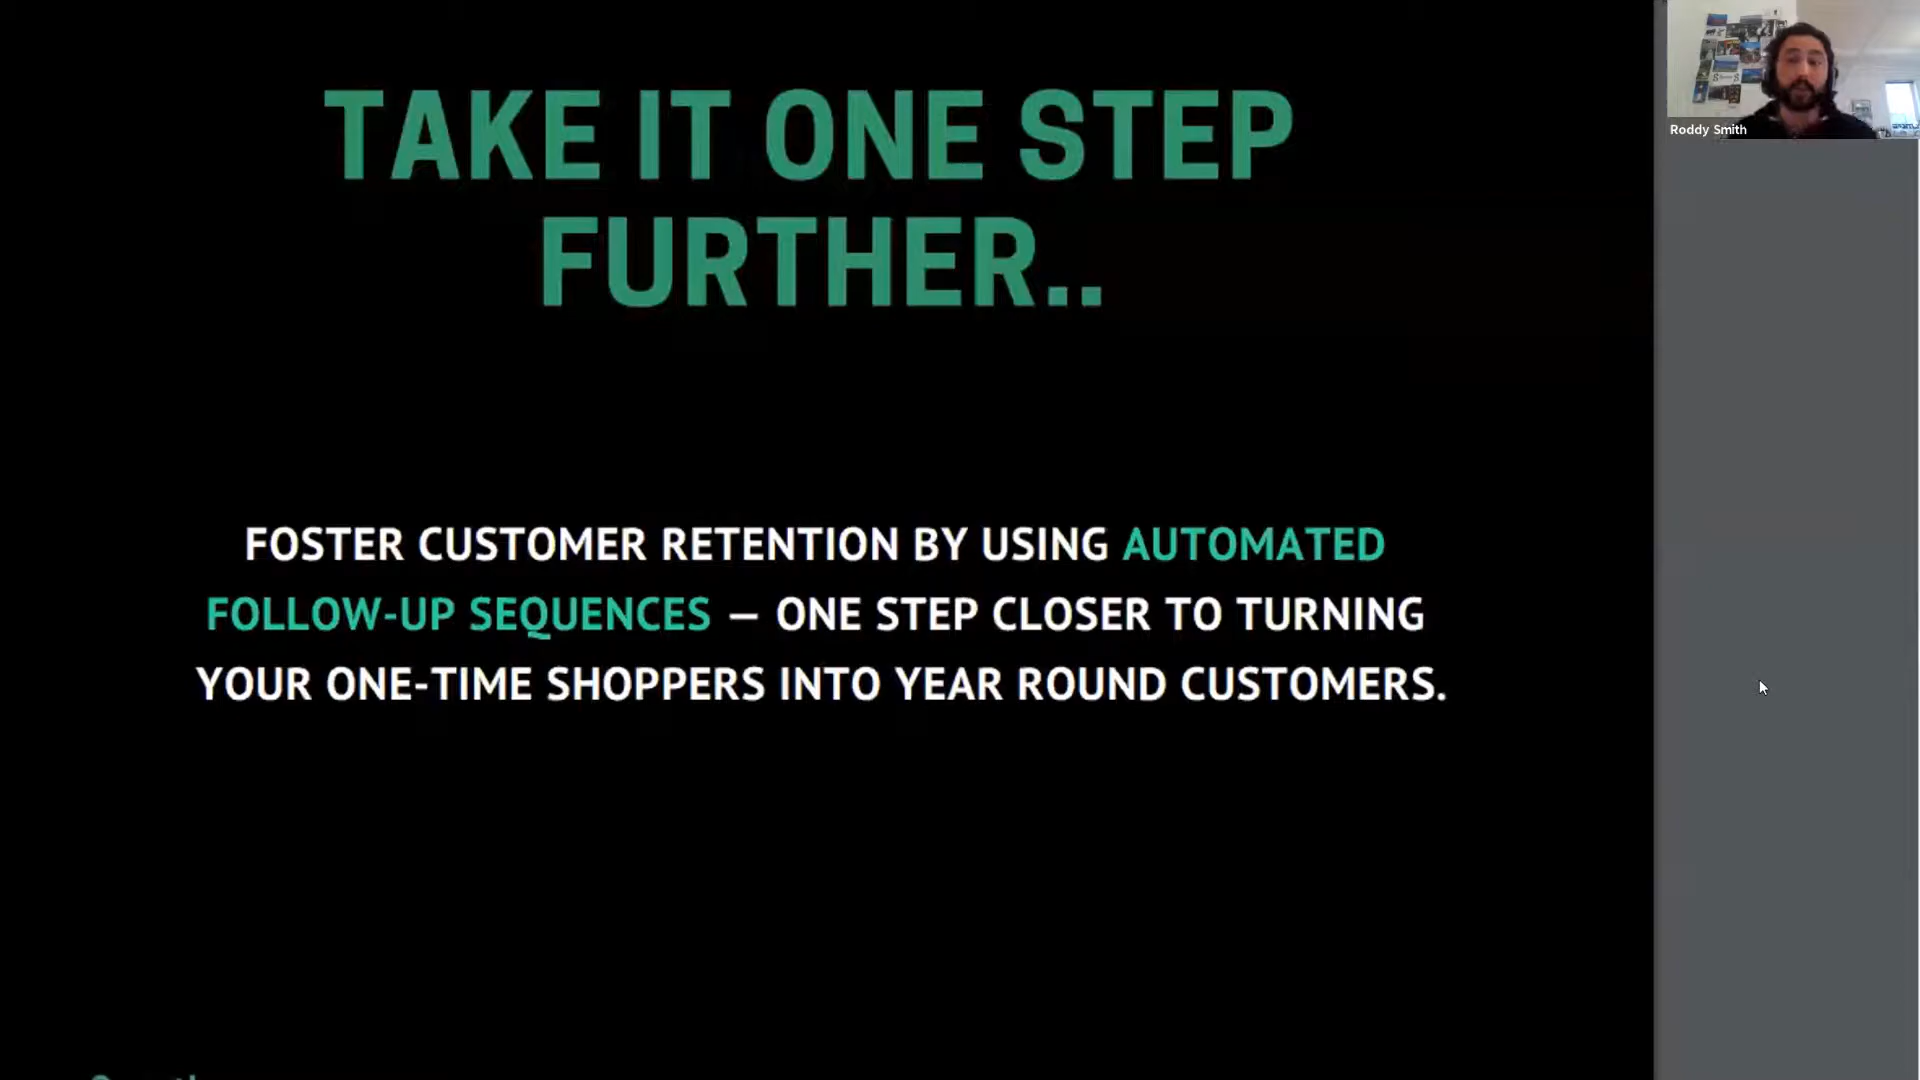 TAKE IT ONE STEP
FURTHER..
FOSTER CUSTOMER RETENTION BY USING AUTOMATED
FOLLOW-UP SEQUENCES — ONE STEP CLOSER TO TURNING
YOUR ONE-TIME SHOPPERS INTO YEAR ROUND CUSTOMERS.
Roddy Smith